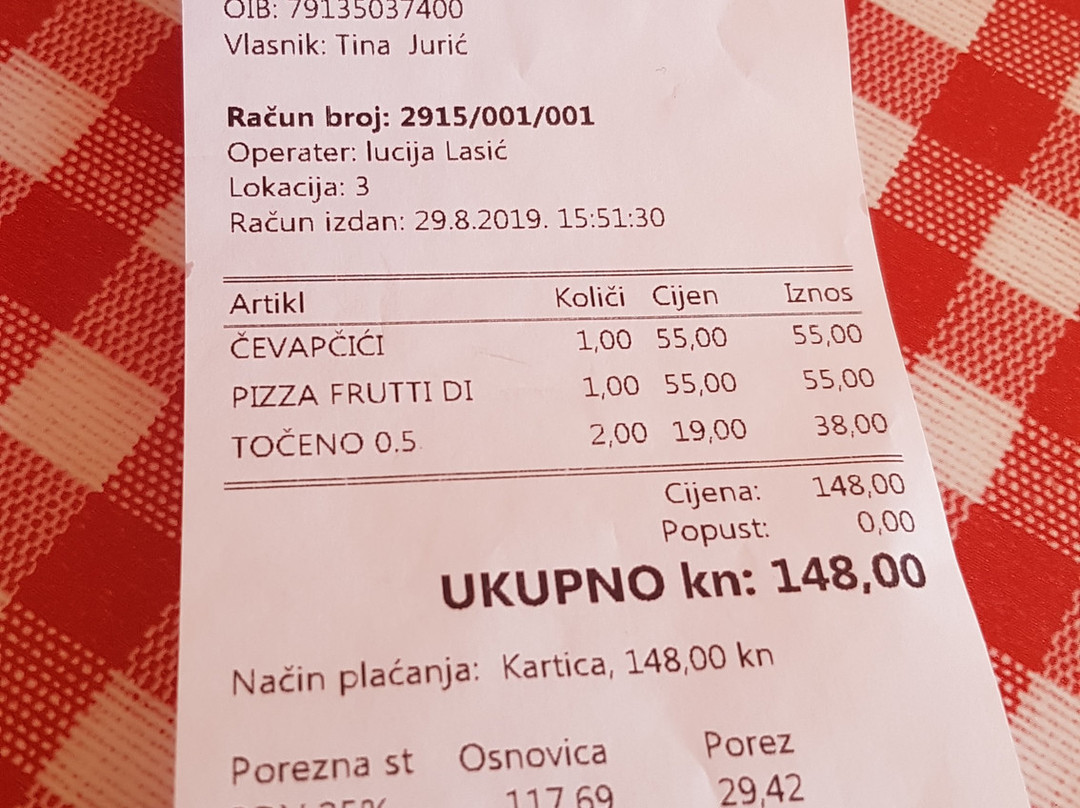 OIB: 79135037400
Vlasnik: Tina Jurić
Račun broj: 2915/001/001
Operater: lucija Lasić
Lokacija: 3
Račun izdan: 29.8.2019. 15:51:30
Artikl Količi Cijen Iznos
ČEVAPČIĆI 1,00 55,00 55,00
PIZZA FRUTTI DI 1,00 55,00 55,00
TOČENO 0.5 2,00 19,00 38,00
Cijena: 148,00
Popust: 0,00
UKUPNO kn: 148,00
Način plaćanja: Kartica, 148,00 kn
Porezna st Osnovica Porez
117,69 29,42